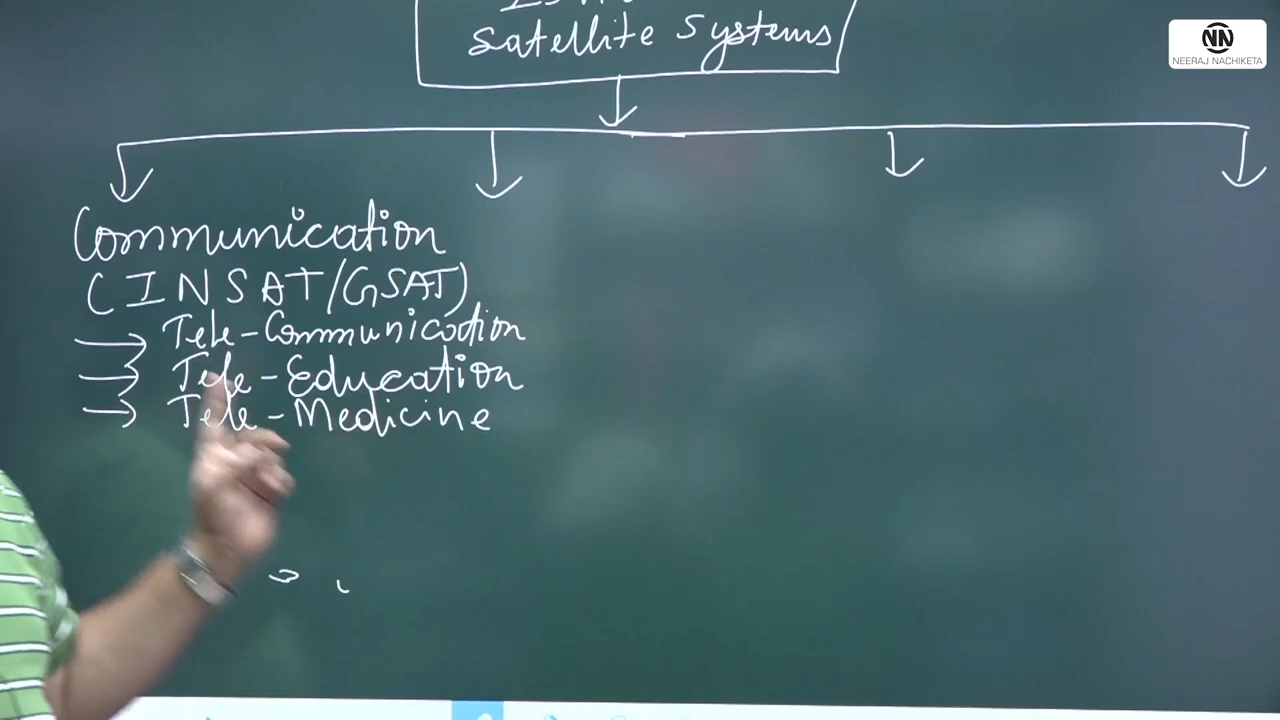 satellite systems
NN
NEERAJ NACHIKETA
Communication
(INSAT/GSAT)
Tele-Communication
Tele-Education
Tele-Medicine